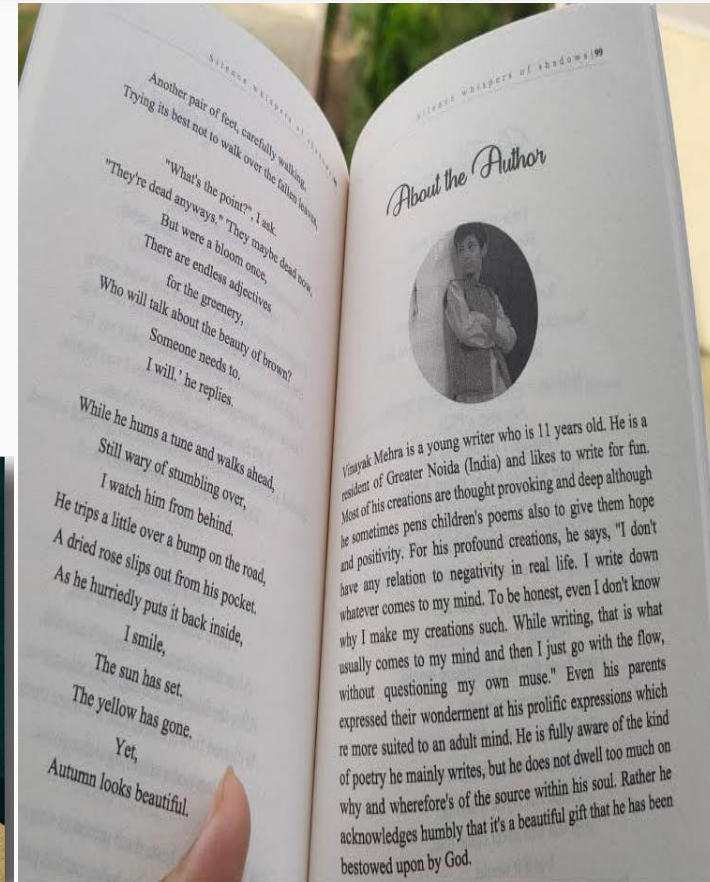 Silence whispers of shadows
Another pair of feet, carefully walking,
Trying its best not to walk over the fallen leaves,
"What's the point?", I ask.
"They're dead anyways." "They maybe dead now,
But were a bloom once,
There are endless adjectives
for the greenery,
Who will talk about the beauty of brown?
Someone needs to.
I will.' he replies.
While he hums a tune and walks ahead,
Still wary of stumbling over,
I watch him from behind.
He trips a little over a bump on the road,
A dried rose slips out from his pocket.
As he hurriedly puts it back inside,
I smile,
The sun has set.
The yellow has gone.
Yet,
Autumn looks beautiful.
Silence whispers of shadows|99
About the Author
Vinayak Mehra is a young writer who is 11 years old. He is a
resident of Greater Noida (India) and likes to write for fun.
Most of his creations are thought provoking and deep although
he sometimes pens children's poems also to give them hope
and positivity. For his profound creations, he says, "I don't
have any relation to negativity in real life. I write down
whatever comes to my mind. To be honest, even I don't know
why I make my creations such. While writing, that is what
usually comes to my mind and then I just go with the flow,
without questioning my own muse." Even his parents
expressed their wonderment at his prolific expressions which
re more suited to an adult mind. He is fully aware of the kind
of poetry he mainly writes, but he does not dwell too much on
why and wherefore's of the source within his soul. Rather he
acknowledges humbly that it's a beautiful gift that he has been
bestowed upon by God.